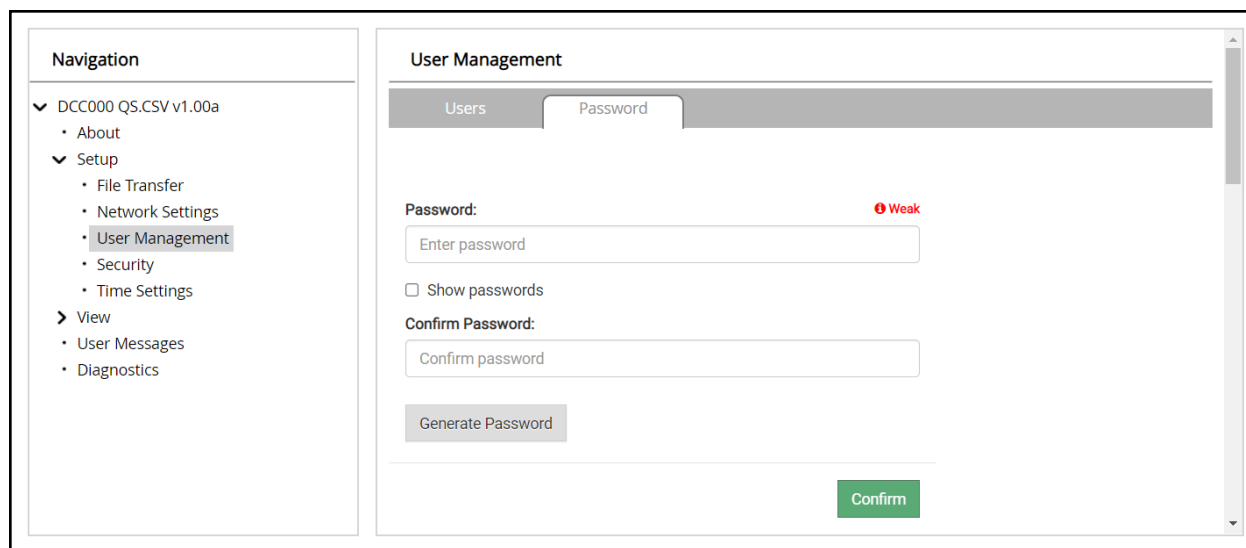 Navigation
DCC000 QS.CSV v1.00a
About
Setup
File Transfer
Network Settings
User Management
Security
Time Settings
View
User Messages
Diagnostics
User Management
Users
Password
Password:
Weak
Enter password
Show passwords
Confirm Password:
Confirm password
Generate Password
Confirm